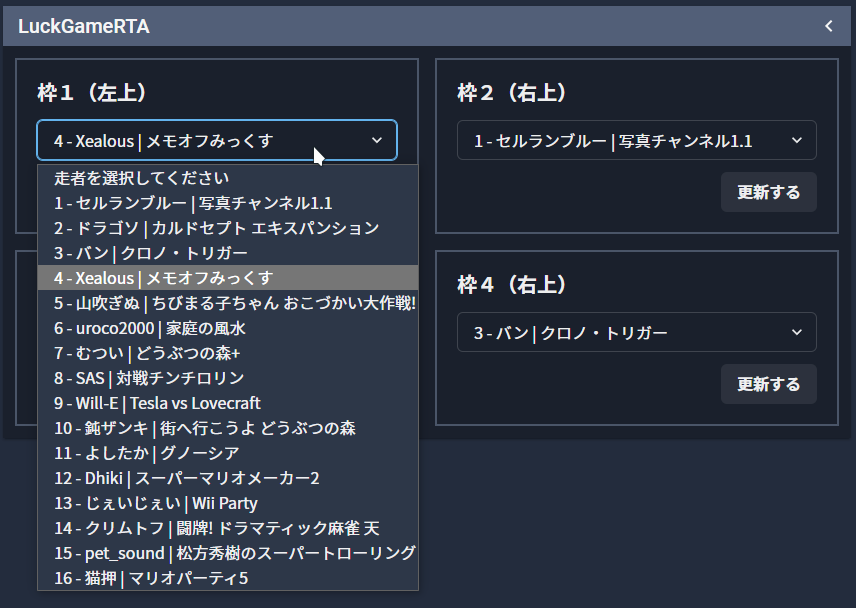 LuckGameRTA
枠１（左上）
4 - Xealous | メモオフみっくす
走者を選択してください
1 - セルランブルー | 写真チャンネル1.1
2 - ドラゴソ | カルドセプト エキスパンション
3 - バン | クロノ・トリガー
4 - Xealous | メモオフみっくす
5 - 山吹ぎぬ | ちびまる子ちゃん おこづかい大作戦!
6 - uroco2000 | 家庭の風水
7 - むつい | どうぶつの森+
8 - SAS | 対戦チンチロリン
9 - Will-E | Tesla vs Lovecraft
10 - 鈍ザンキ | 街へ行こうよ どうぶつの森
11 - よしたか | グノーシア
12 - Dhiki | スーパーマリオメーカー2
13 - じぇいじぇい | Wii Party
14 - クリムトフ | 闘牌! ドラマティック麻雀 天
15 - pet_sound | 松方秀樹のスーパートローリング
16 - 猫押 | マリオパーティ5
枠２（右上）
1 - セルランブルー | 写真チャンネル1.1
更新する
枠４（右上）
3 - バン | クロノ・トリガー
更新する